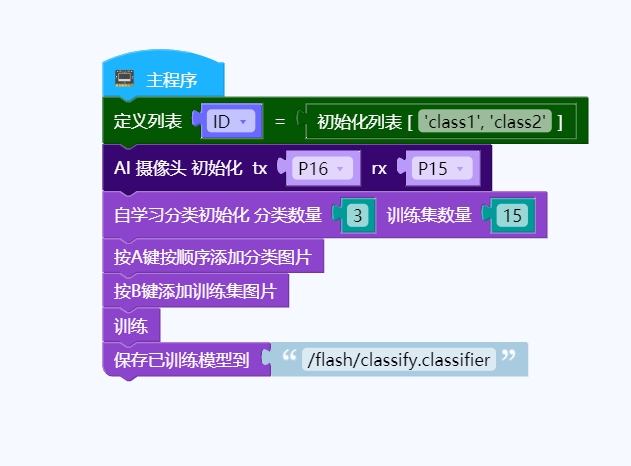 主程序
定义列表 ID = 初始化列表 [ 'class1', 'class2' ]
AI 摄像头 初始化 tx P16 rx P15
自学习分类初始化 分类数量 3 训练集数量 15
按A键按顺序添加分类图片
按B键添加训练集图片
训练
保存已训练模型到 “ /flash/classify.classifier ”